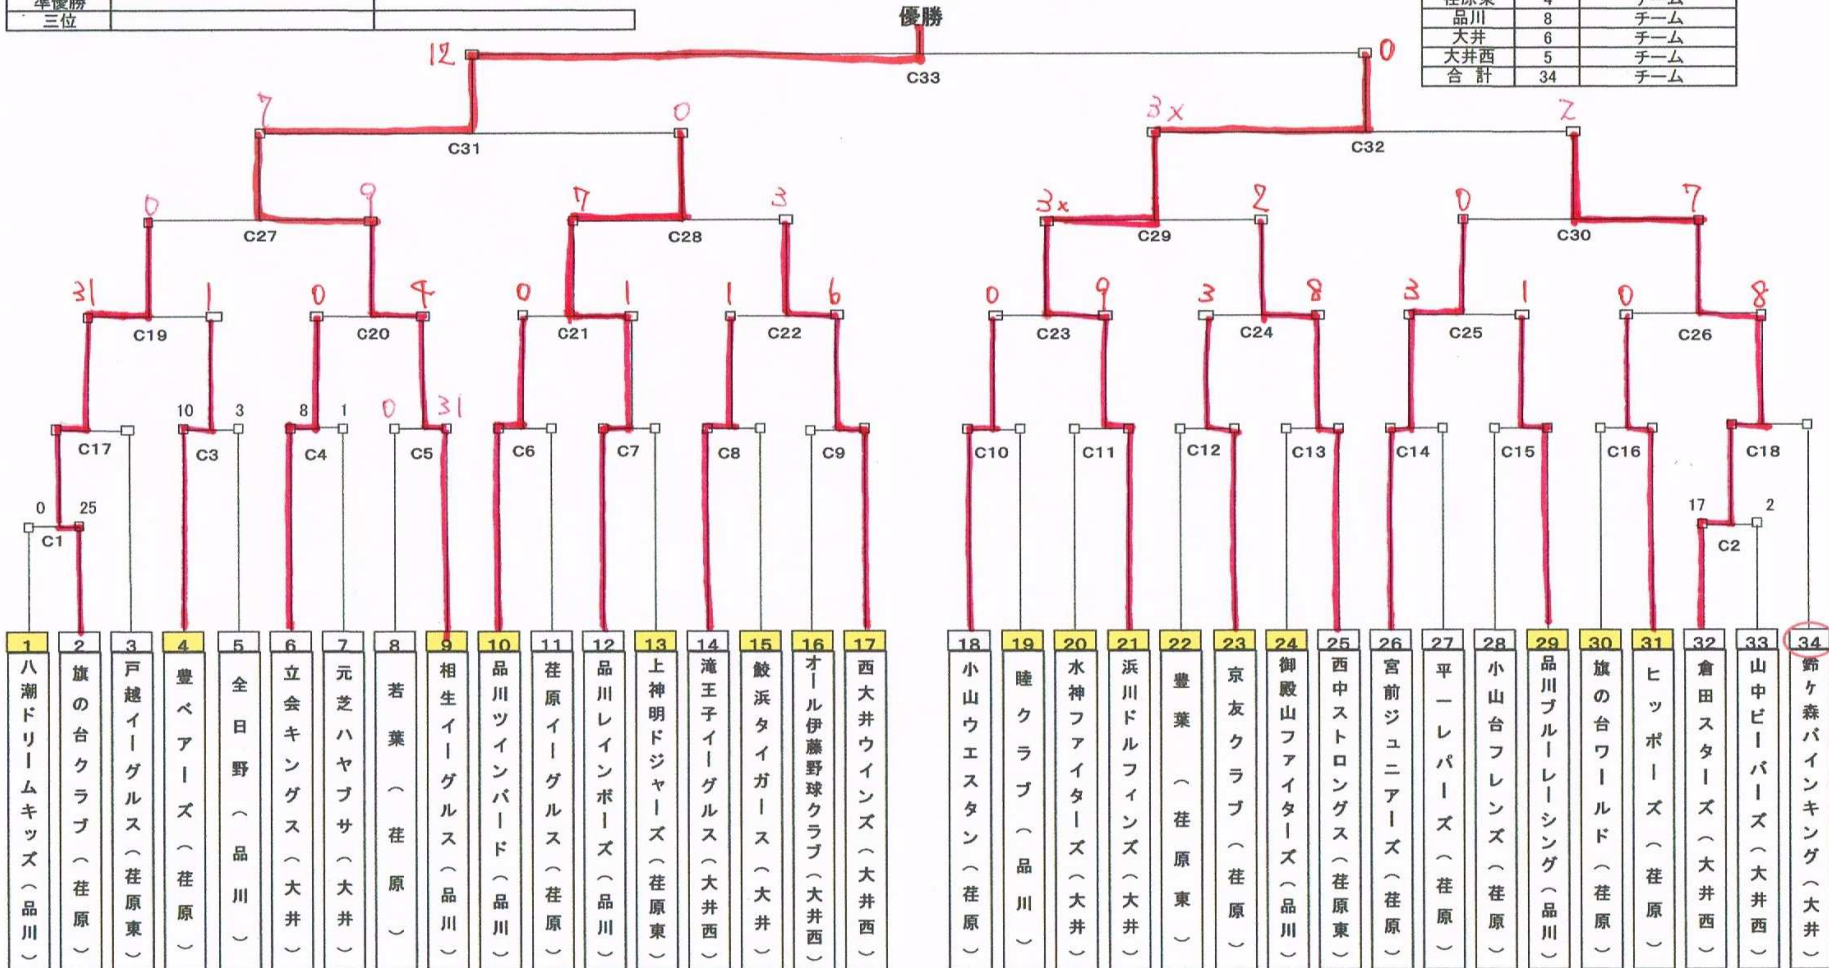 準優勝
三位
優勝
荏原東 4 チーム
品川 8 チーム
大井 6 チーム
大井西 5 チーム
合計 34 チーム
12 0
C33
7 0 3x 2
C31 C32
0 9 7 3 3x 2 0 7
C27 C28 C29 C30
31 1 0 4 0 1 1 6 0 9 3 8 3 1 0 8
C19 C20 C21 C22 C23 C24 C25 C26
10 3 8 1 0 31
C17 C3 C4 C5 C6 C7 C8 C9 C10 C11 C12 C13 C14 C15 C16 C18
0 25 17 2
C1 C2
1 八潮ドリームキッズ(品川)
2 旗の台クラブ(荏原)
3 戸越イーグルス(荏原東)
4 豊ベアーズ(荏原)
5 全日野(品川)
6 立会キングス(大井)
7 元芝ハヤブサ(大井)
8 若葉(荏原)
9 相生イーグルス(品川)
10 品川ツインバード(品川)
11 荏原イーグルス(荏原)
12 品川レインボーズ(品川)
13 上神明ドジャーズ(荏原東)
14 滝王子イーグルス(大井西)
15 鮫浜タイガース(大井)
16 オール伊藤野球クラブ(大井西)
17 西大井ウインズ(大井西)
18 小山ウエスタン(荏原)
19 睦クラブ(品川)
20 水神ファイターズ(大井)
21 浜川ドルフィンズ(大井)
22 豊葉(荏原東)
23 京友クラブ(荏原)
24 御殿山ファイターズ(品川)
25 西中ストロングス(荏原東)
26 宮前ジュニアーズ(荏原)
27 平一レパーズ(荏原)
28 小山台フレンズ(荏原)
29 品川ブルーレーシング(品川)
30 旗の台ワールド(荏原)
31 ヒッポーズ(荏原)
32 倉田スターズ(大井西)
33 山中ビーバーズ(大井西)
34 鈴ヶ森パインキング(大井)